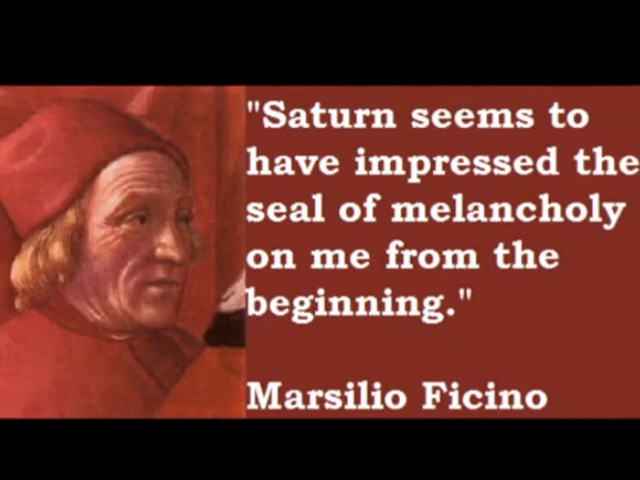 "Saturn seems to
have impressed the
seal of melancholy
on me from the
beginning."
Marsilio Ficino